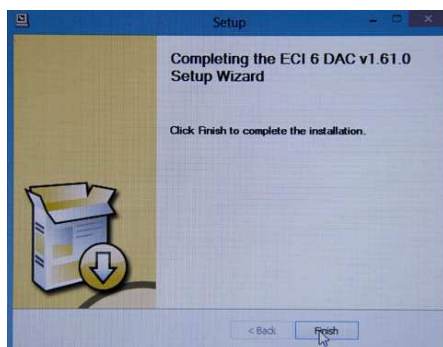 Setup
Completing the ECI 6 DAC v1.61.0
Setup Wizard
Click Finish to complete the installation.
< Back
Finish